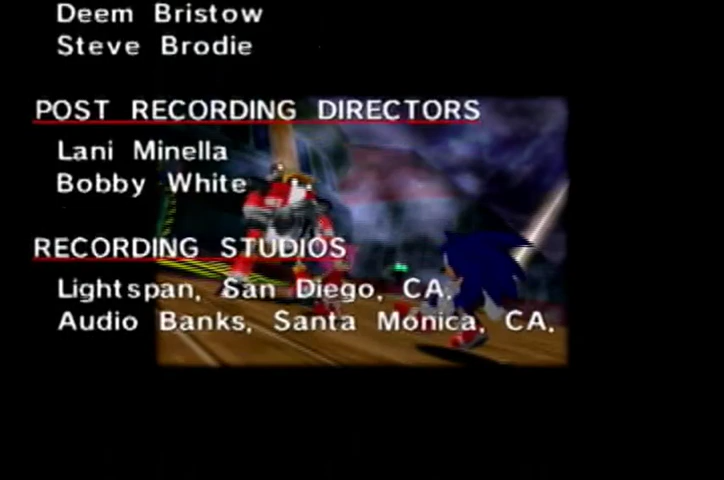 Deem Bristow
Steve Brodie
POST RECORDING DIRECTORS
Lani Minella
Bobby White
RECORDING STUDIOS
Lightspan, San Diego, CA.
Audio Banks, Santa Monica, CA.